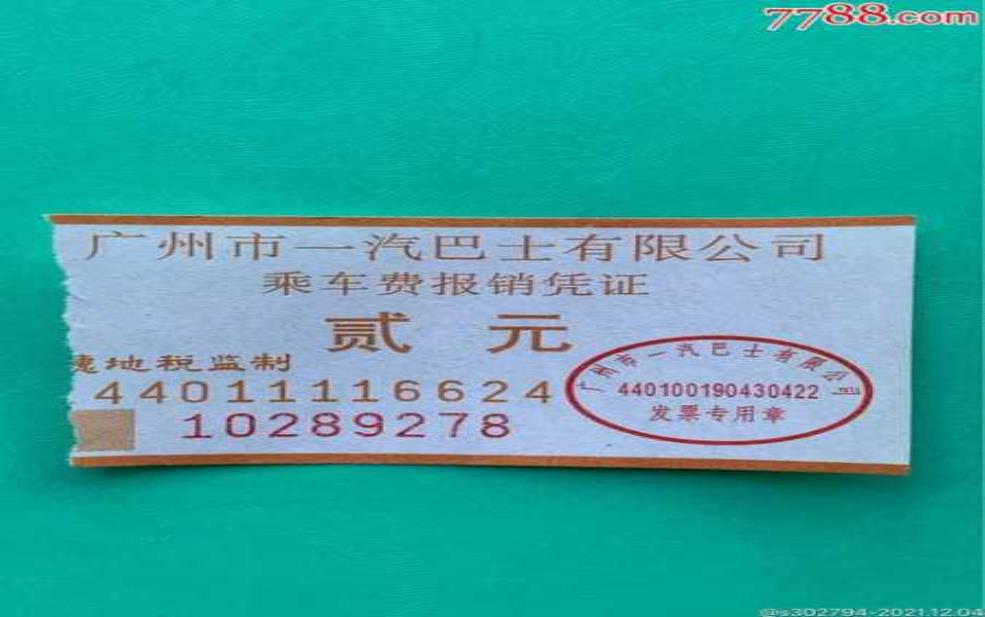 7788.com
广州市一汽巴士有限公司
乘车费报销凭证
贰 元
穗地税监制
44011116624
10289278
广州市一汽巴士有限公司
440100190430422
发票专用章
@s302794-2021.12.04